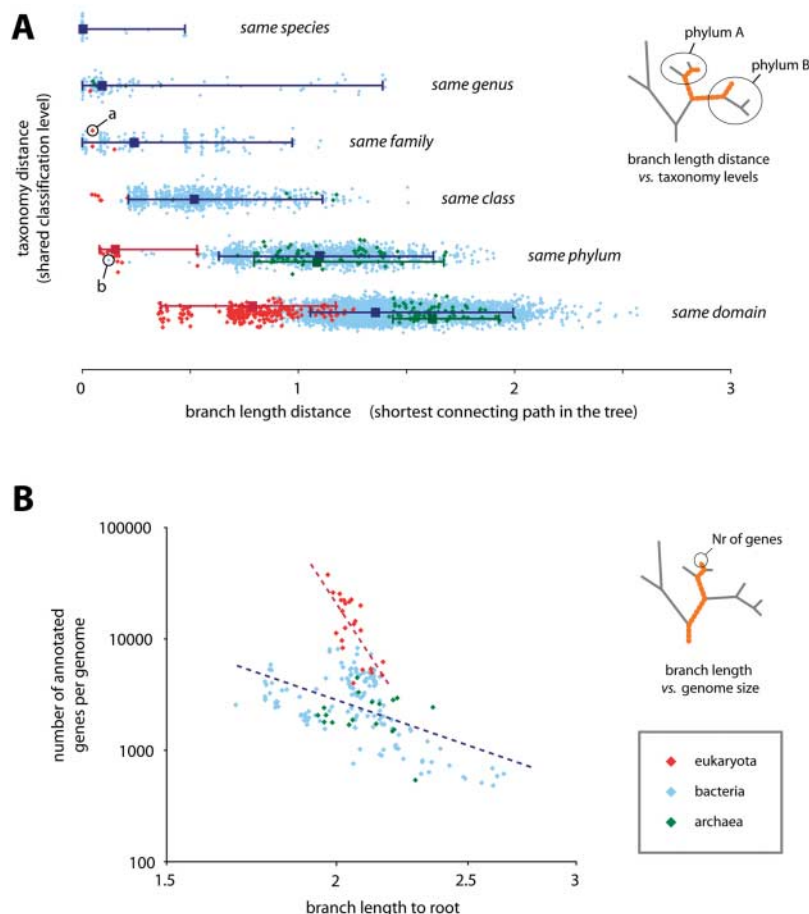 A
same species
same genus
a
same family
same class
same phylum
b
same domain
taxonomy distance
(shared classification level)
0
1
2
3
branch length distance (shortest connecting path in the tree)
phylum A
phylum B
branch length distance
vs. taxonomy levels
B
100000
10000
1000
100
number of annotated
genes per genome
1.5
2
2.5
3
branch length to root
Nr of genes
branch length
vs. genome size
eukaryota
bacteria
archaea